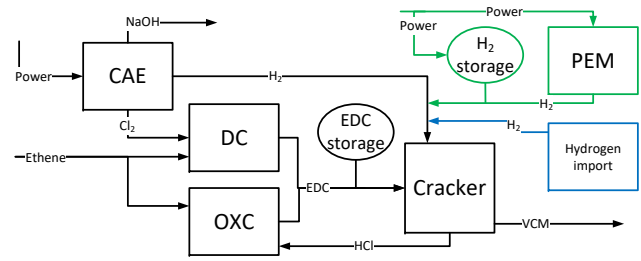 NaOH
Power
Power
H₂
storage
PEM
Power
CAE
H₂
H₂
Cl₂
EDC
storage
H₂
DC
Hydrogen
import
Ethene
Cracker
EDC
OXC
VCM
HCl